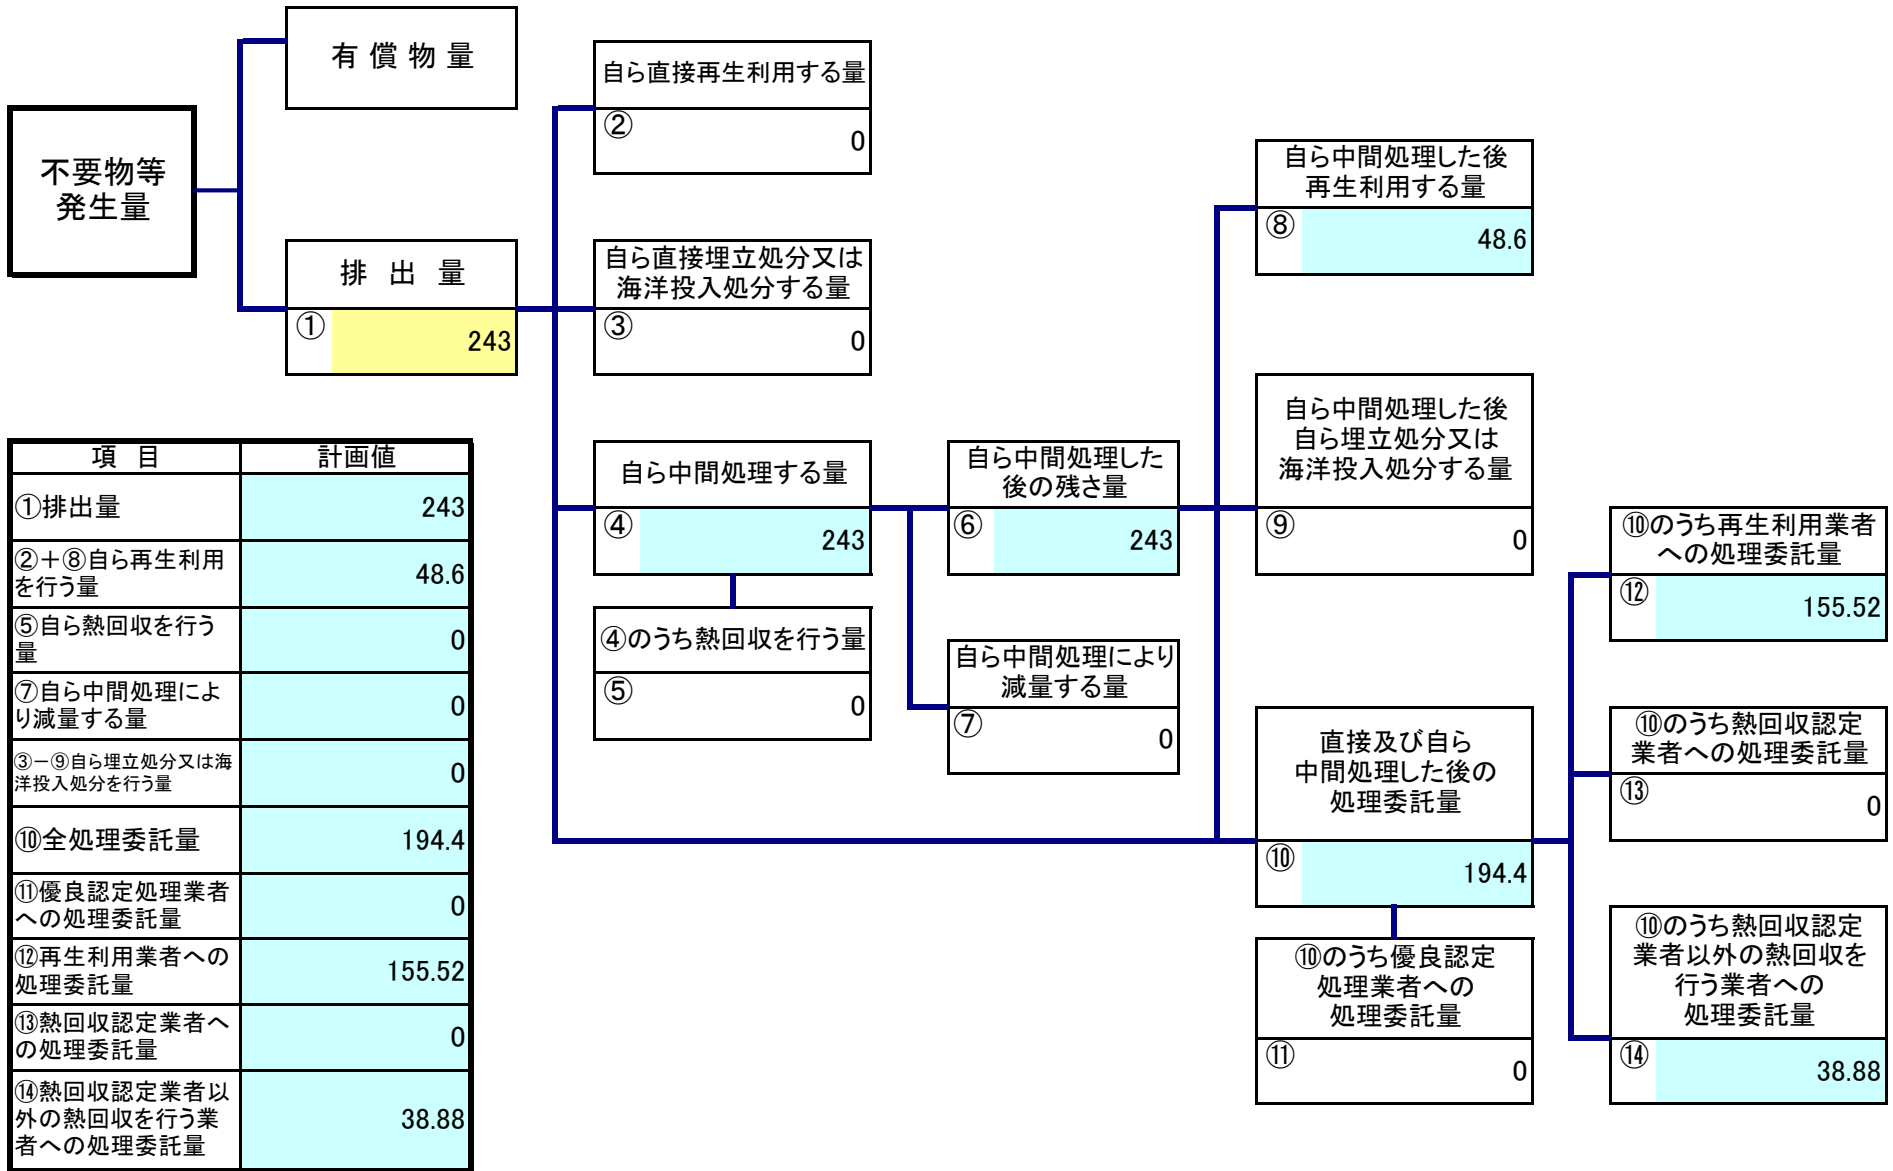 有償物量
不要物等
発生量
排出量
①
243
自ら直接再生利用する量
②
0
自ら直接埋立処分又は
海洋投入処分する量
③
0
自ら中間処理する量
④
243
④のうち熱回収を行う量
⑤
0
自ら中間処理した
後の残さ量
⑥
243
自ら中間処理により
減量する量
⑦
0
自ら中間処理した後
再生利用する量
⑧
48.6
自ら中間処理した後
自ら埋立処分又は
海洋投入処分する量
⑨
0
直接及び自ら
中間処理した後の
処理委託量
⑩
194.4
⑩のうち優良認定
処理業者への
処理委託量
⑪
0
⑩のうち再生利用業者
への処理委託量
⑫
155.52
⑩のうち熱回収認定
業者への処理委託量
⑬
0
⑩のうち熱回収認定
業者以外の熱回収を
行う業者への
処理委託量
⑭
38.88
項目 計画値
①排出量 243
②＋⑧自ら再生利用
を行う量
48.6
⑤自ら熱回収を行う
量
0
⑦自ら中間処理によ
り減量する量
0
③－⑨自ら埋立処分又は海
洋投入処分を行う量
0
⑩全処理委託量 194.4
⑪優良認定処理業者
への処理委託量
0
⑫再生利用業者への
処理委託量
155.52
⑬熱回収認定業者へ
の処理委託量
0
⑭熱回収認定業者以
外の熱回収を行う業
者への処理委託量
38.88